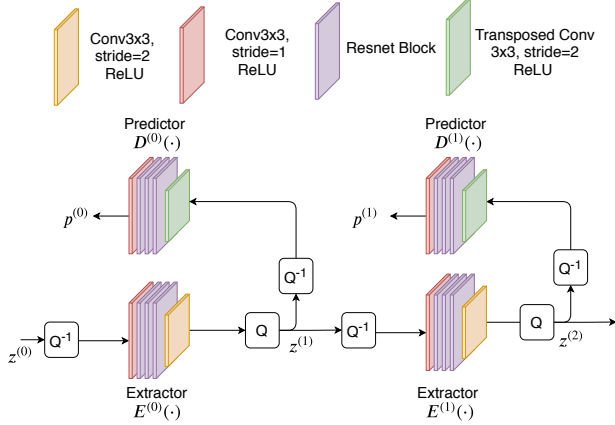 Conv3x3,
stride=2
ReLU
Conv3x3,
stride=1
ReLU
Resnet Block
Transposed Conv
3x3, stride=2
ReLU
Predictor
D⁽⁰⁾(·)
Predictor
D⁽¹⁾(·)
p⁽⁰⁾
p⁽¹⁾
Q⁻¹
Q⁻¹
z⁽⁰⁾
Q⁻¹
Q
z⁽¹⁾
Q⁻¹
Q
z⁽²⁾
Extractor
E⁽⁰⁾(·)
Extractor
E⁽¹⁾(·)